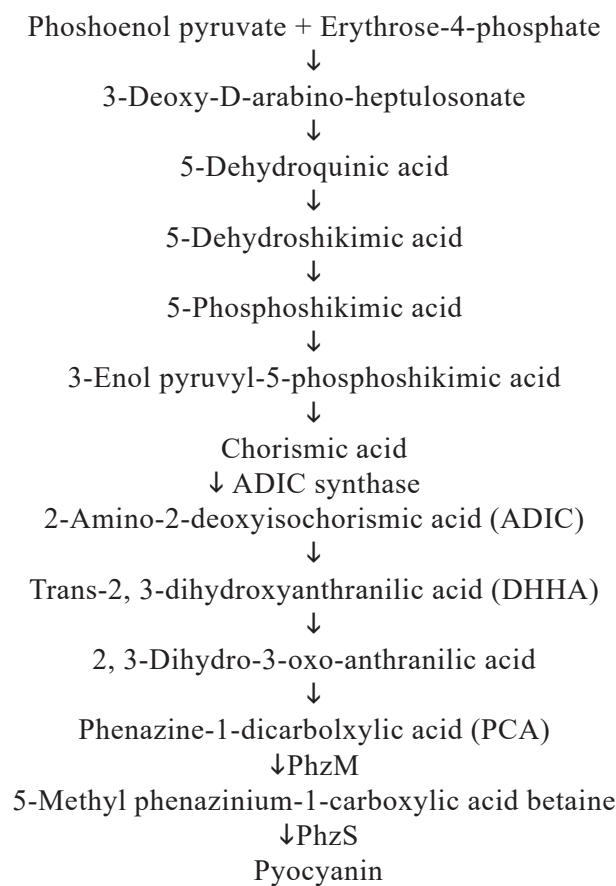 Phoshoenol pyruvate + Erythrose-4-phosphate
↓
3-Deoxy-D-arabino-heptulosonate
↓
5-Dehydroquinic acid
↓
5-Dehydroshikimic acid
↓
5-Phosphoshikimic acid
↓
3-Enol pyruvyl-5-phosphoshikimic acid
↓
Chorismic acid
↓ ADIC synthase
2-Amino-2-deoxyisochorismic acid (ADIC)
↓
Trans-2, 3-dihydroxyanthranilic acid (DHHA)
↓
2, 3-Dihydro-3-oxo-anthranilic acid
↓
Phenazine-1-dicarbolxylic acid (PCA)
↓PhzM
5-Methyl phenazinium-1-carboxylic acid betaine
↓PhzS
Pyocyanin